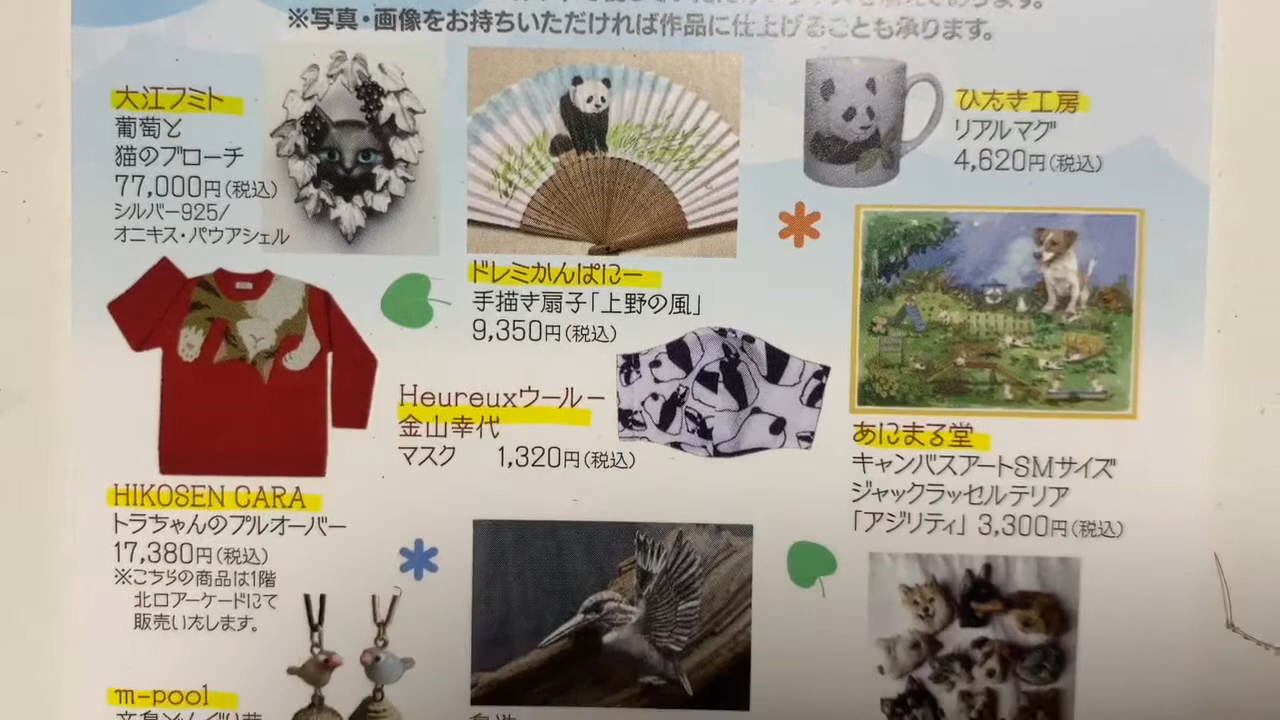 ※写真・画像をお持ちいただければ作品に仕上げることも承ります。
大江フミト
葡萄と
猫のブローチ
77,000円(税込)
シルバー925/
オニキス・パウアシェル
ひたき工房
リアルマグ
4,620円(税込)
ドレミかんぱにー
手描き扇子「上野の風」
9,350円(税込)
Heureuxウールー
金山幸代
マスク 1,320円(税込)
あにまる堂
キャンバスアートSMサイズ
ジャックラッセルテリア
「アジリティ」 3,300円(税込)
HIKOSEN CARA
トラちゃんのプルオーバー
17,380円(税込)
※こちらの商品は1階
北口アーケードにて
販売いたします。
m-pool